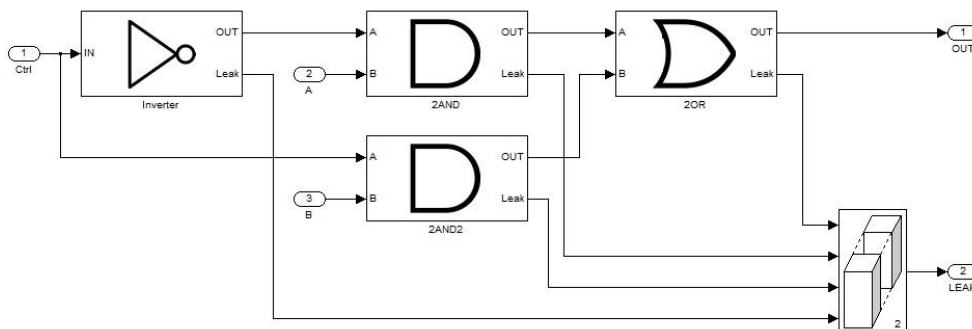 1
Ctrl
IN
OUT
Leak
Inverter
2
A
A
B
OUT
Leak
2AND
3
B
A
B
OUT
Leak
2AND2
A
B
OUT
Leak
2OR
1
OUT
2
2
LEAK